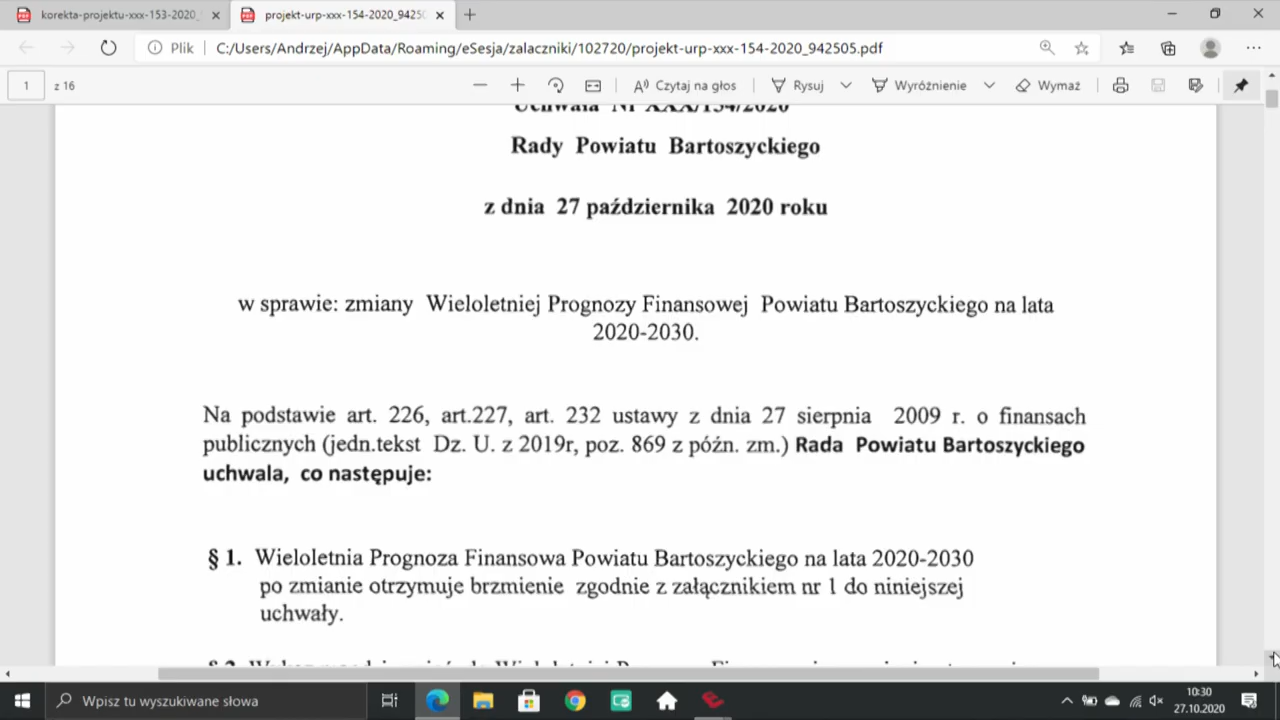 korekta-projektu-xxx-153-2020_
projekt-urp-xxx-154-2020_9425
Plik
C:/Users/Andrzej/AppData/Roaming/eSesja/zalaczniki/102720/projekt-urp-xxx-154-2020_942505.pdf
1 z 16
Czytaj na głos
Rysuj
Wyróżnienie
Wymaż
Uchwała Nr XXX/154/2020
Rady Powiatu Bartoszyckiego
z dnia 27 października 2020 roku
w sprawie: zmiany Wieloletniej Prognozy Finansowej Powiatu Bartoszyckiego na lata
2020-2030.
Na podstawie art. 226, art.227, art. 232 ustawy z dnia 27 sierpnia 2009 r. o finansach
publicznych (jedn.tekst Dz. U. z 2019r, poz. 869 z późn. zm.) Rada Powiatu Bartoszyckiego
uchwala, co następuje:
§ 1. Wieloletnia Prognoza Finansowa Powiatu Bartoszyckiego na lata 2020-2030
po zmianie otrzymuje brzmienie zgodnie z załącznikiem nr 1 do niniejszej
uchwały.
Wpisz tu wyszukiwane słowa
10:30
27.10.2020